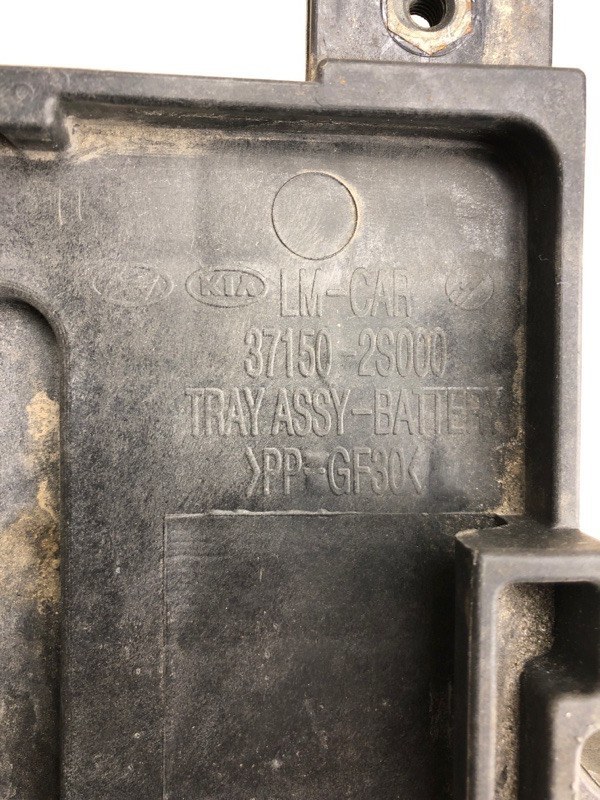 KIA LM-CAR
37150-2S000
TRAY ASSY-BATTERY
>PP-GF30<